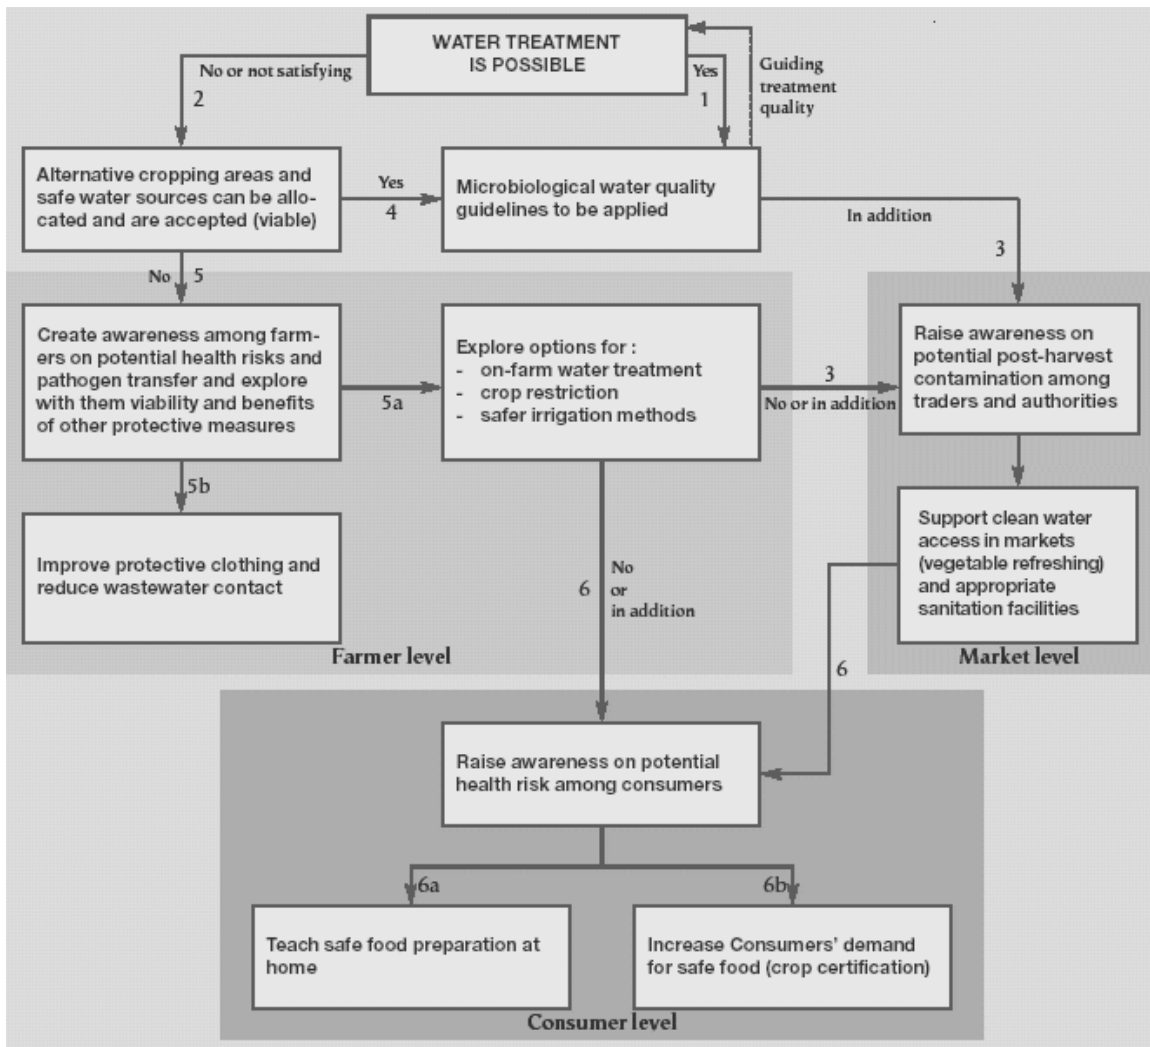 WATER TREATMENT
IS POSSIBLE
No or not satisfying
2
Yes
1
Guiding
treatment
quality
Alternative cropping areas and
safe water sources can be allo-
cated and are accepted (viable)
Yes
4
Microbiological water quality
guidelines to be applied
In addition
3
No 5
Create awareness among farm-
ers on potential health risks and
pathogen transfer and explore
with them viability and benefits
of other protective measures
5a
Explore options for :
- on-farm water treatment
- crop restriction
- safer irrigation methods
3
No or in addition
Raise awareness on
potential post-harvest
contamination among
traders and authorities
5b
Improve protective clothing and
reduce wastewater contact
6
No
or
in addition
Support clean water
access in markets
(vegetable refreshing)
and appropriate
sanitation facilities
Farmer level
Market level
6
Raise awareness on potential
health risk among consumers
6a
6b
Teach safe food preparation at
home
Increase Consumers' demand
for safe food (crop certification)
Consumer level